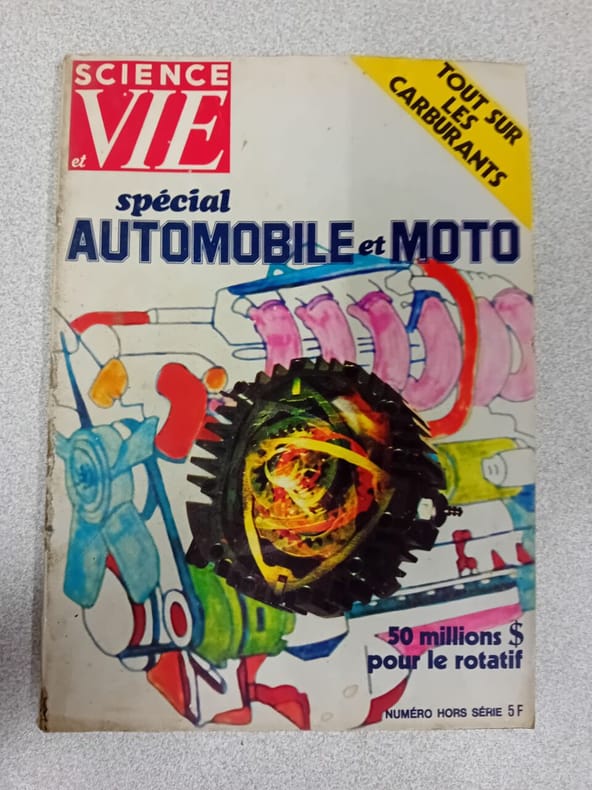 SCIENCE
et VIE
TOUT SUR
LES
CARBURANTS
spécial
AUTOMOBILE et MOTO
50 millions $
pour le rotatif
NUMÉRO HORS SÉRIE 5 F